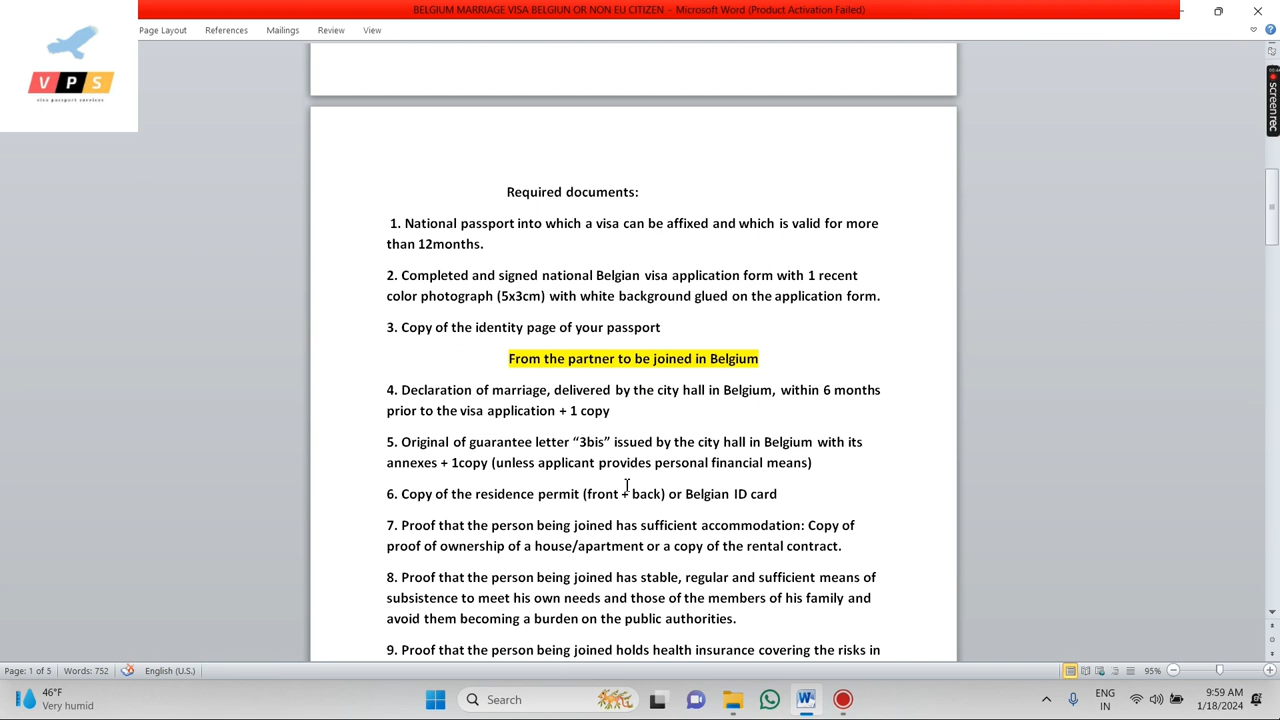 BELGIUM MARRIAGE VISA BELGIUN OR NON EU CITIZEN - Microsoft Word (Product Activation Failed)
Page Layout References Mailings Review View
VPS
visa passport services
screenrec
Required documents:
1. National passport into which a visa can be affixed and which is valid for more
than 12months.
2. Completed and signed national Belgian visa application form with 1 recent
color photograph (5x3cm) with white background glued on the application form.
3. Copy of the identity page of your passport
From the partner to be joined in Belgium
4. Declaration of marriage, delivered by the city hall in Belgium, within 6 months
prior to the visa application + 1 copy
5. Original of guarantee letter “3bis” issued by the city hall in Belgium with its
annexes + 1copy (unless applicant provides personal financial means)
6. Copy of the residence permit (front + back) or Belgian ID card
7. Proof that the person being joined has sufficient accommodation: Copy of
proof of ownership of a house/apartment or a copy of the rental contract.
8. Proof that the person being joined has stable, regular and sufficient means of
subsistence to meet his own needs and those of the members of his family and
avoid them becoming a burden on the public authorities.
9. Proof that the person being joined holds health insurance covering the risks in
Page: 1 of 5 Words: 752 English (U.S.) 95%
46°F
Very humid
Search
ENG
IN
9:59 AM
1/18/2024